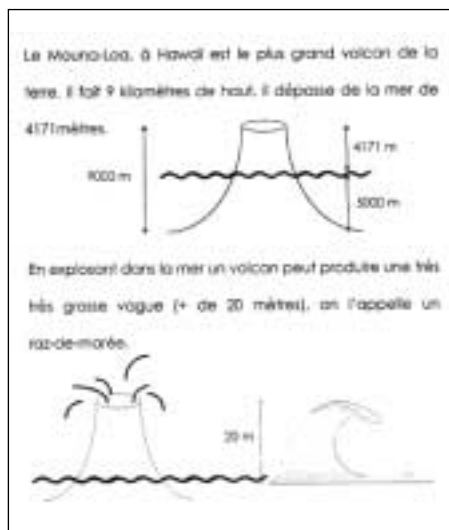 Le Mouna-Loa, à Hawaii est le plus grand volcan de la
terre. Il fait 9 kilomètres de haut. Il dépasse de la mer de
4171mètres.
4171 m
9000 m
5000 m
En explosant dans la mer un volcan peut produire une très
très grosse vague (+ de 20 mètres), on l'appelle un
raz-de-marée.
20 m